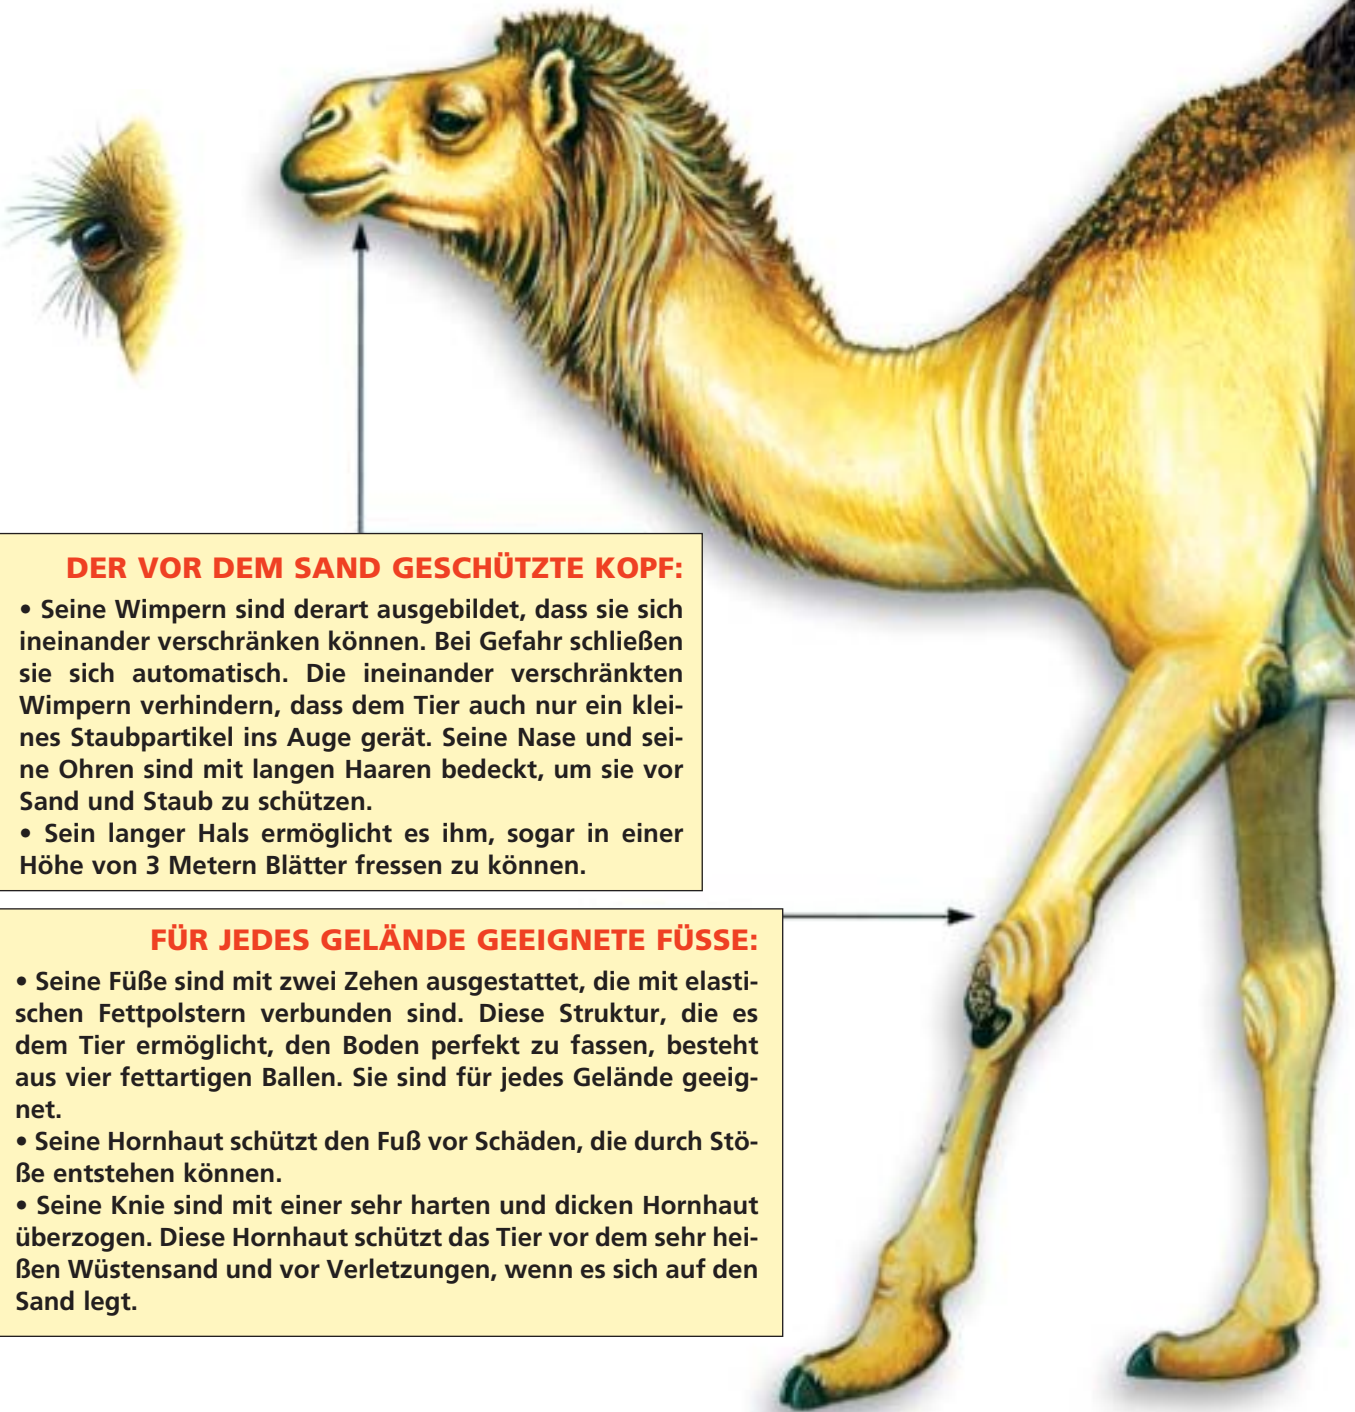 DER VOR DEM SAND GESCHÜTZTE KOPF:
• Seine Wimpern sind derart ausgebildet, dass sie sich
ineinander verschränken können. Bei Gefahr schließen
sie sich automatisch. Die ineinander verschränkten
Wimpern verhindern, dass dem Tier auch nur ein klei-
nes Staubpartikel ins Auge gerät. Seine Nase und sei-
ne Ohren sind mit langen Haaren bedeckt, um sie vor
Sand und Staub zu schützen.
• Sein langer Hals ermöglicht es ihm, sogar in einer
Höhe von 3 Metern Blätter fressen zu können.
FÜR JEDES GELÄNDE GEEIGNETE FÜSSE:
• Seine Füße sind mit zwei Zehen ausgestattet, die mit elasti-
schen Fettpolstern verbunden sind. Diese Struktur, die es
dem Tier ermöglicht, den Boden perfekt zu fassen, besteht
aus vier fettartigen Ballen. Sie sind für jedes Gelände geeig-
net.
• Seine Hornhaut schützt den Fuß vor Schäden, die durch Stö-
ße entstehen können.
• Seine Knie sind mit einer sehr harten und dicken Hornhaut
überzogen. Diese Hornhaut schützt das Tier vor dem sehr hei-
ßen Wüstensand und vor Verletzungen, wenn es sich auf den
Sand legt.